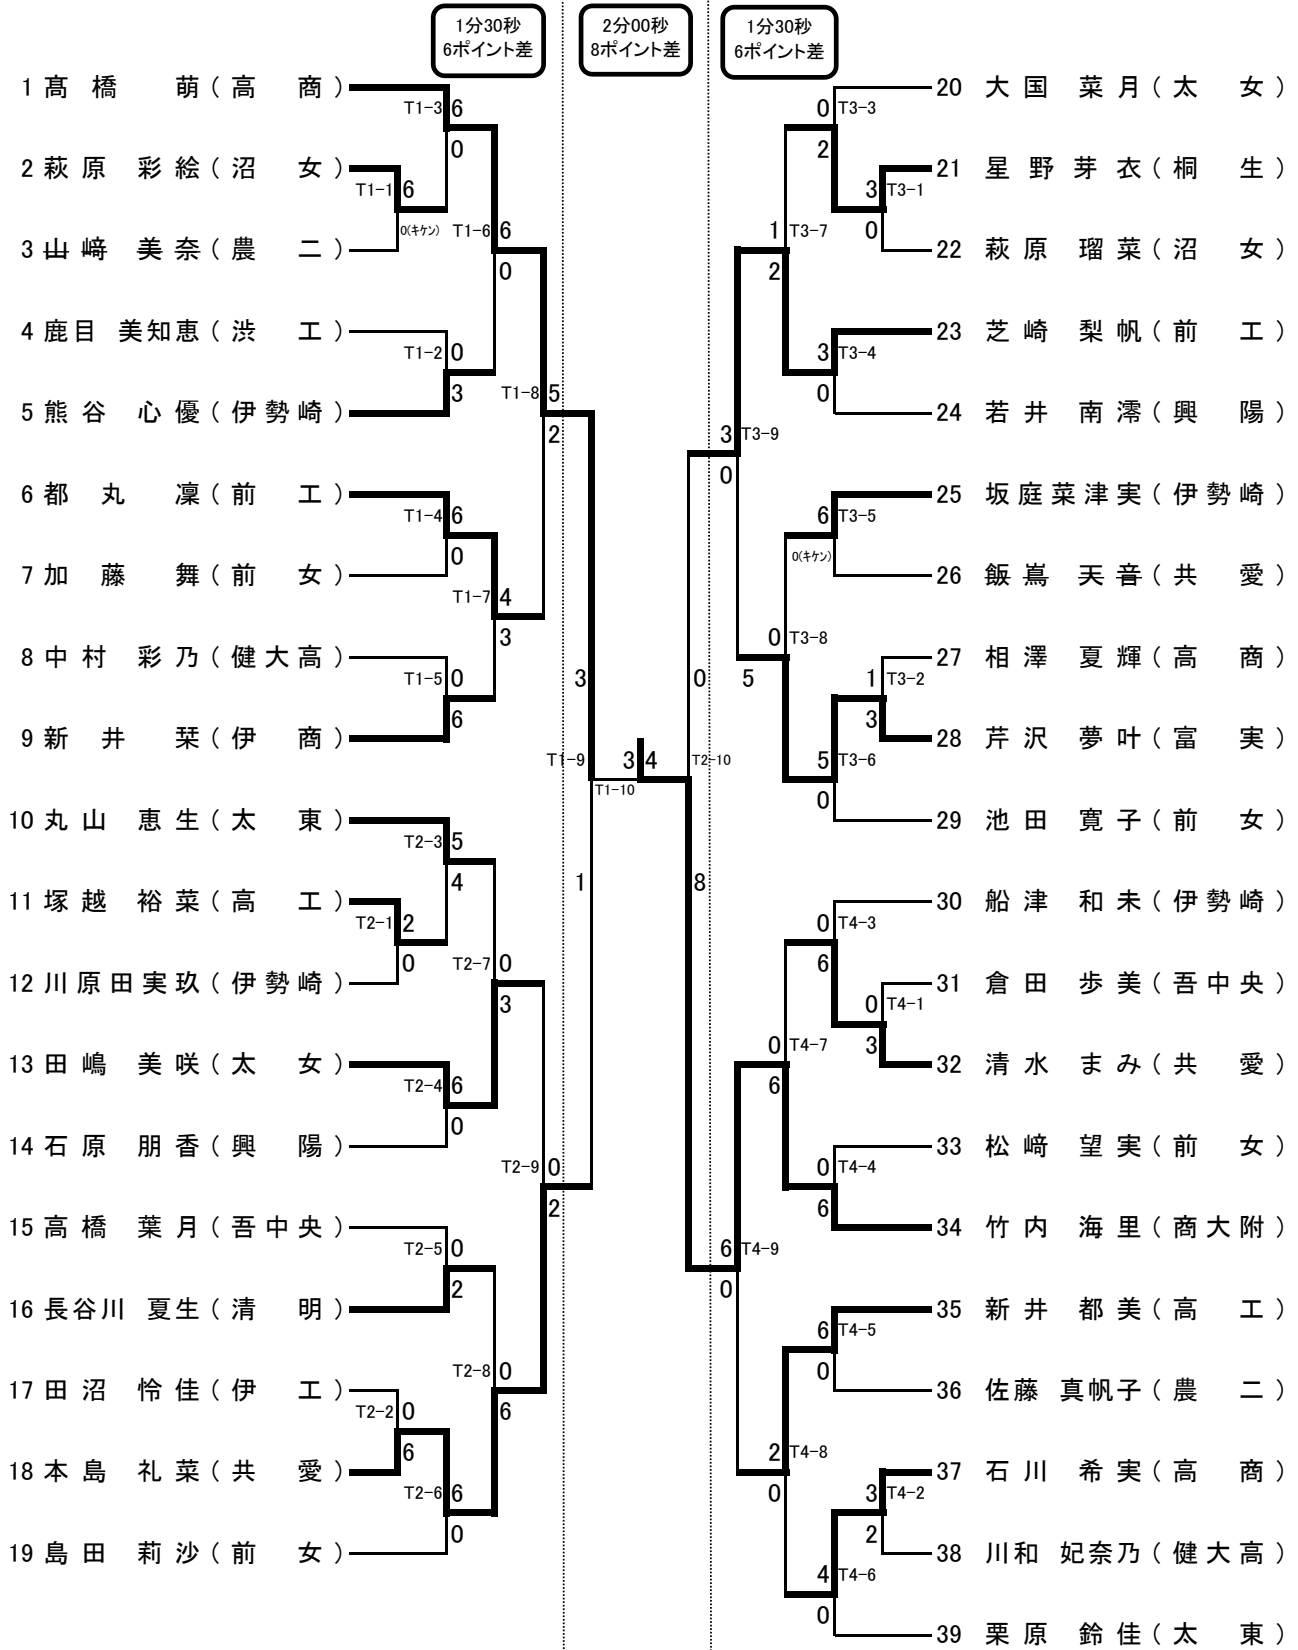 1分30秒
6ポイント差
2分00秒
8ポイント差
1分30秒
6ポイント差
1 髙橋 萌(高商)
2 萩原 彩絵(沼女)
3 山﨑 美奈(農二)
4 鹿目 美知恵(渋工)
5 熊谷 心優(伊勢崎)
6 都丸 凜(前工)
7 加藤 舞(前女)
8 中村 彩乃(健大高)
9 新井 栞(伊商)
10 丸山 恵生(太東)
11 塚越 裕菜(高工)
12 川原田実玖(伊勢崎)
13 田嶋 美咲(太女)
14 石原 朋香(興陽)
15 高橋 葉月(吾中央)
16 長谷川 夏生(清明)
17 田沼 怜佳(伊工)
18 本島 礼菜(共愛)
19 島田 莉沙(前女)
T1-3 6
0
T1-1 6
0(キケン)
T1-6 6
0
T1-2 0
3
T1-8 5
2
T1-4 6
0
T1-7 4
3
T1-5 0
6
T2-3 5
4
T2-1 2
0
T2-7 0
3
T2-4 6
0
T2-9 0
2
T2-5 0
2
T2-8 0
6
T2-2 0
6
T2-6 6
0
3
T1-9
1
3 4
T1-10
0
T2-10
8
20 大国 菜月(太女)
21 星野 芽衣(桐生)
22 萩原 瑠菜(沼女)
23 芝崎 梨帆(前工)
24 若井 南澪(興陽)
25 坂庭菜津実(伊勢崎)
26 飯嶌 天音(共愛)
27 相澤 夏輝(高商)
28 芹沢 夢叶(富実)
29 池田 寛子(前女)
30 船津 和未(伊勢崎)
31 倉田 歩美(吾中央)
32 清水 まみ(共愛)
33 松﨑 望実(前女)
34 竹内 海里(商大附)
35 新井 都美(高工)
36 佐藤 真帆子(農二)
37 石川 希実(高商)
38 川和 妃奈乃(健大高)
39 栗原 鈴佳(太東)
0 T3-3
2
3 T3-1
0
1 T3-7
2
3 T3-4
0
3 T3-9
0
5
6 T3-5
0(キケン)
0 T3-8
1 T3-2
3
5 T3-6
0
0 T4-3
6
0 T4-1
3
0 T4-7
6
0 T4-4
6
6 T4-9
0
6 T4-5
0
2 T4-8
0
3 T4-2
2
4 T4-6
0